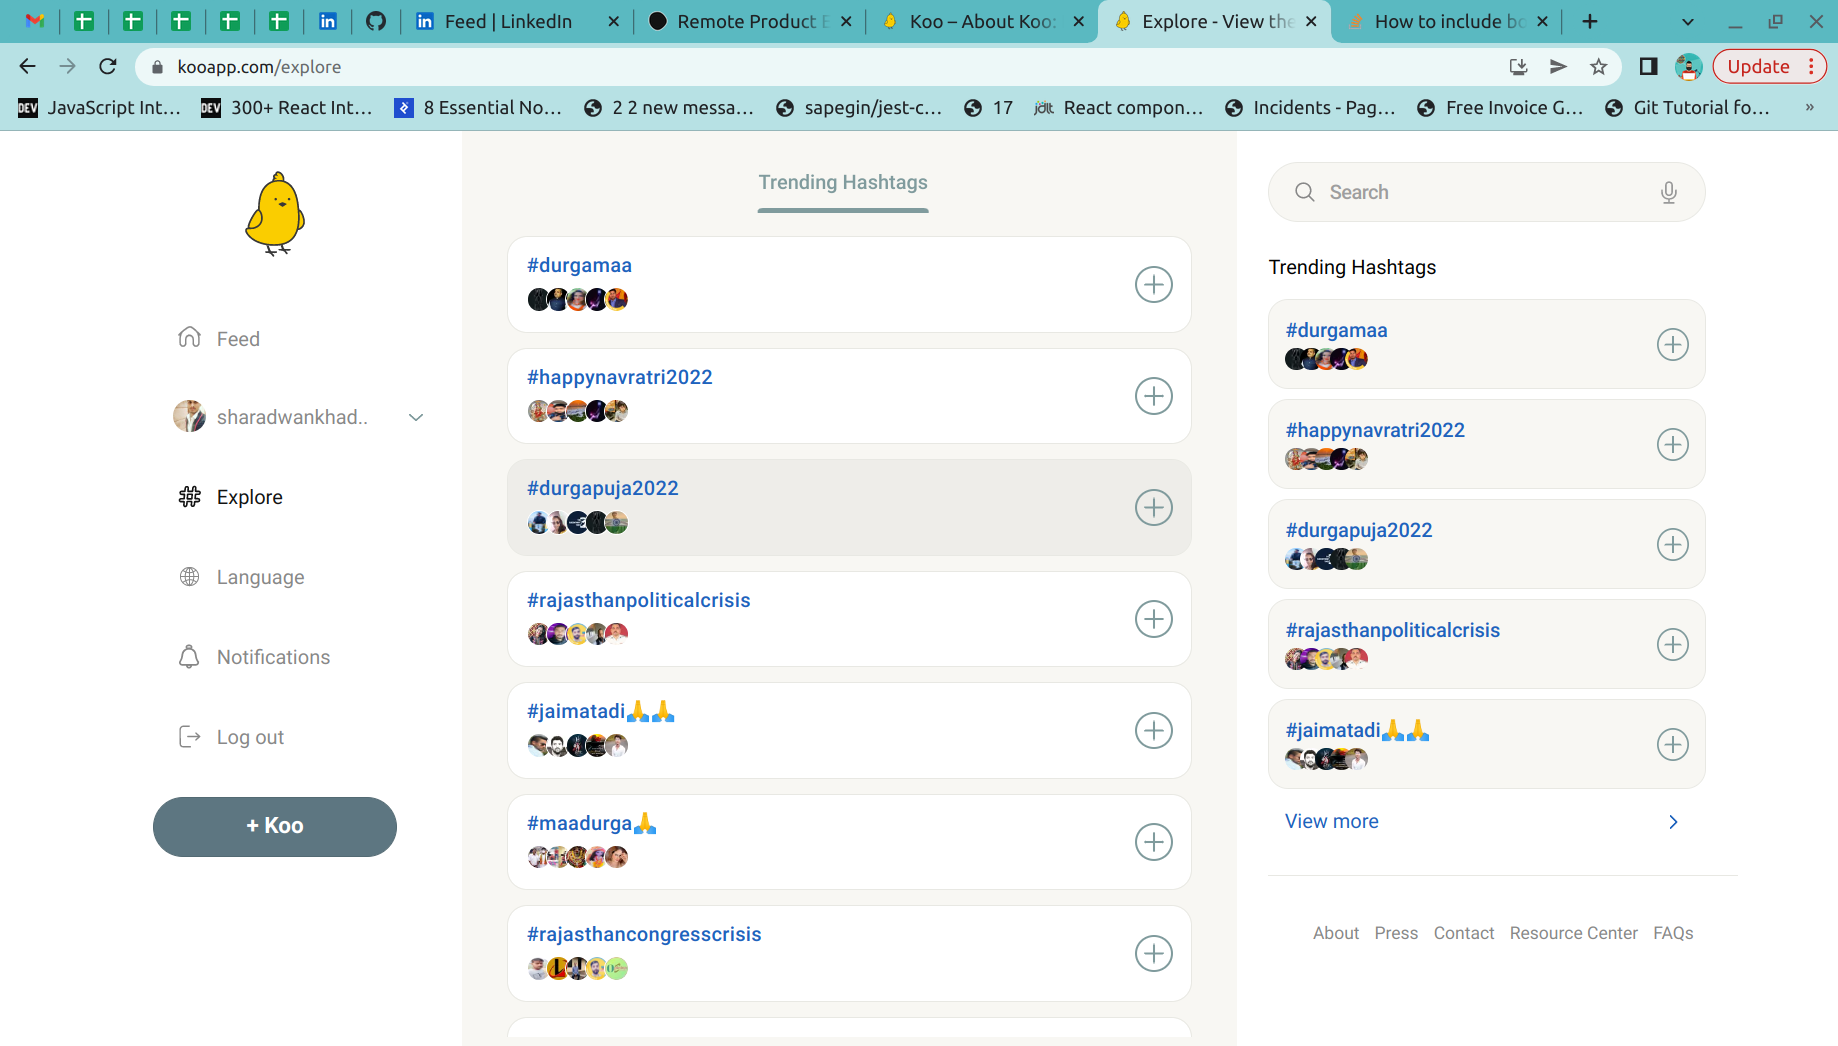 Feed | LinkedIn
Remote Product E
Koo – About Koo:
Explore - View the
How to include bo
kooapp.com/explore
Update
DEV JavaScript Int...
DEV 300+ React Int...
8 Essential No...
2 2 new messa...
sapegin/jest-c...
17
jolt React compon...
Incidents - Pag...
Free Invoice G...
Git Tutorial fo...
»
Feed
sharadwankhad..
Explore
Language
Notifications
Log out
+ Koo
Trending Hashtags
#durgamaa
#happynavratri2022
#durgapuja2022
#rajasthanpoliticalcrisis
#jaimatadi🙏🙏
#maadurga🙏
#rajasthancongresscrisis
Search
Trending Hashtags
#durgamaa
#happynavratri2022
#durgapuja2022
#rajasthanpoliticalcrisis
#jaimatadi🙏🙏
View more
About Press Contact Resource Center FAQs